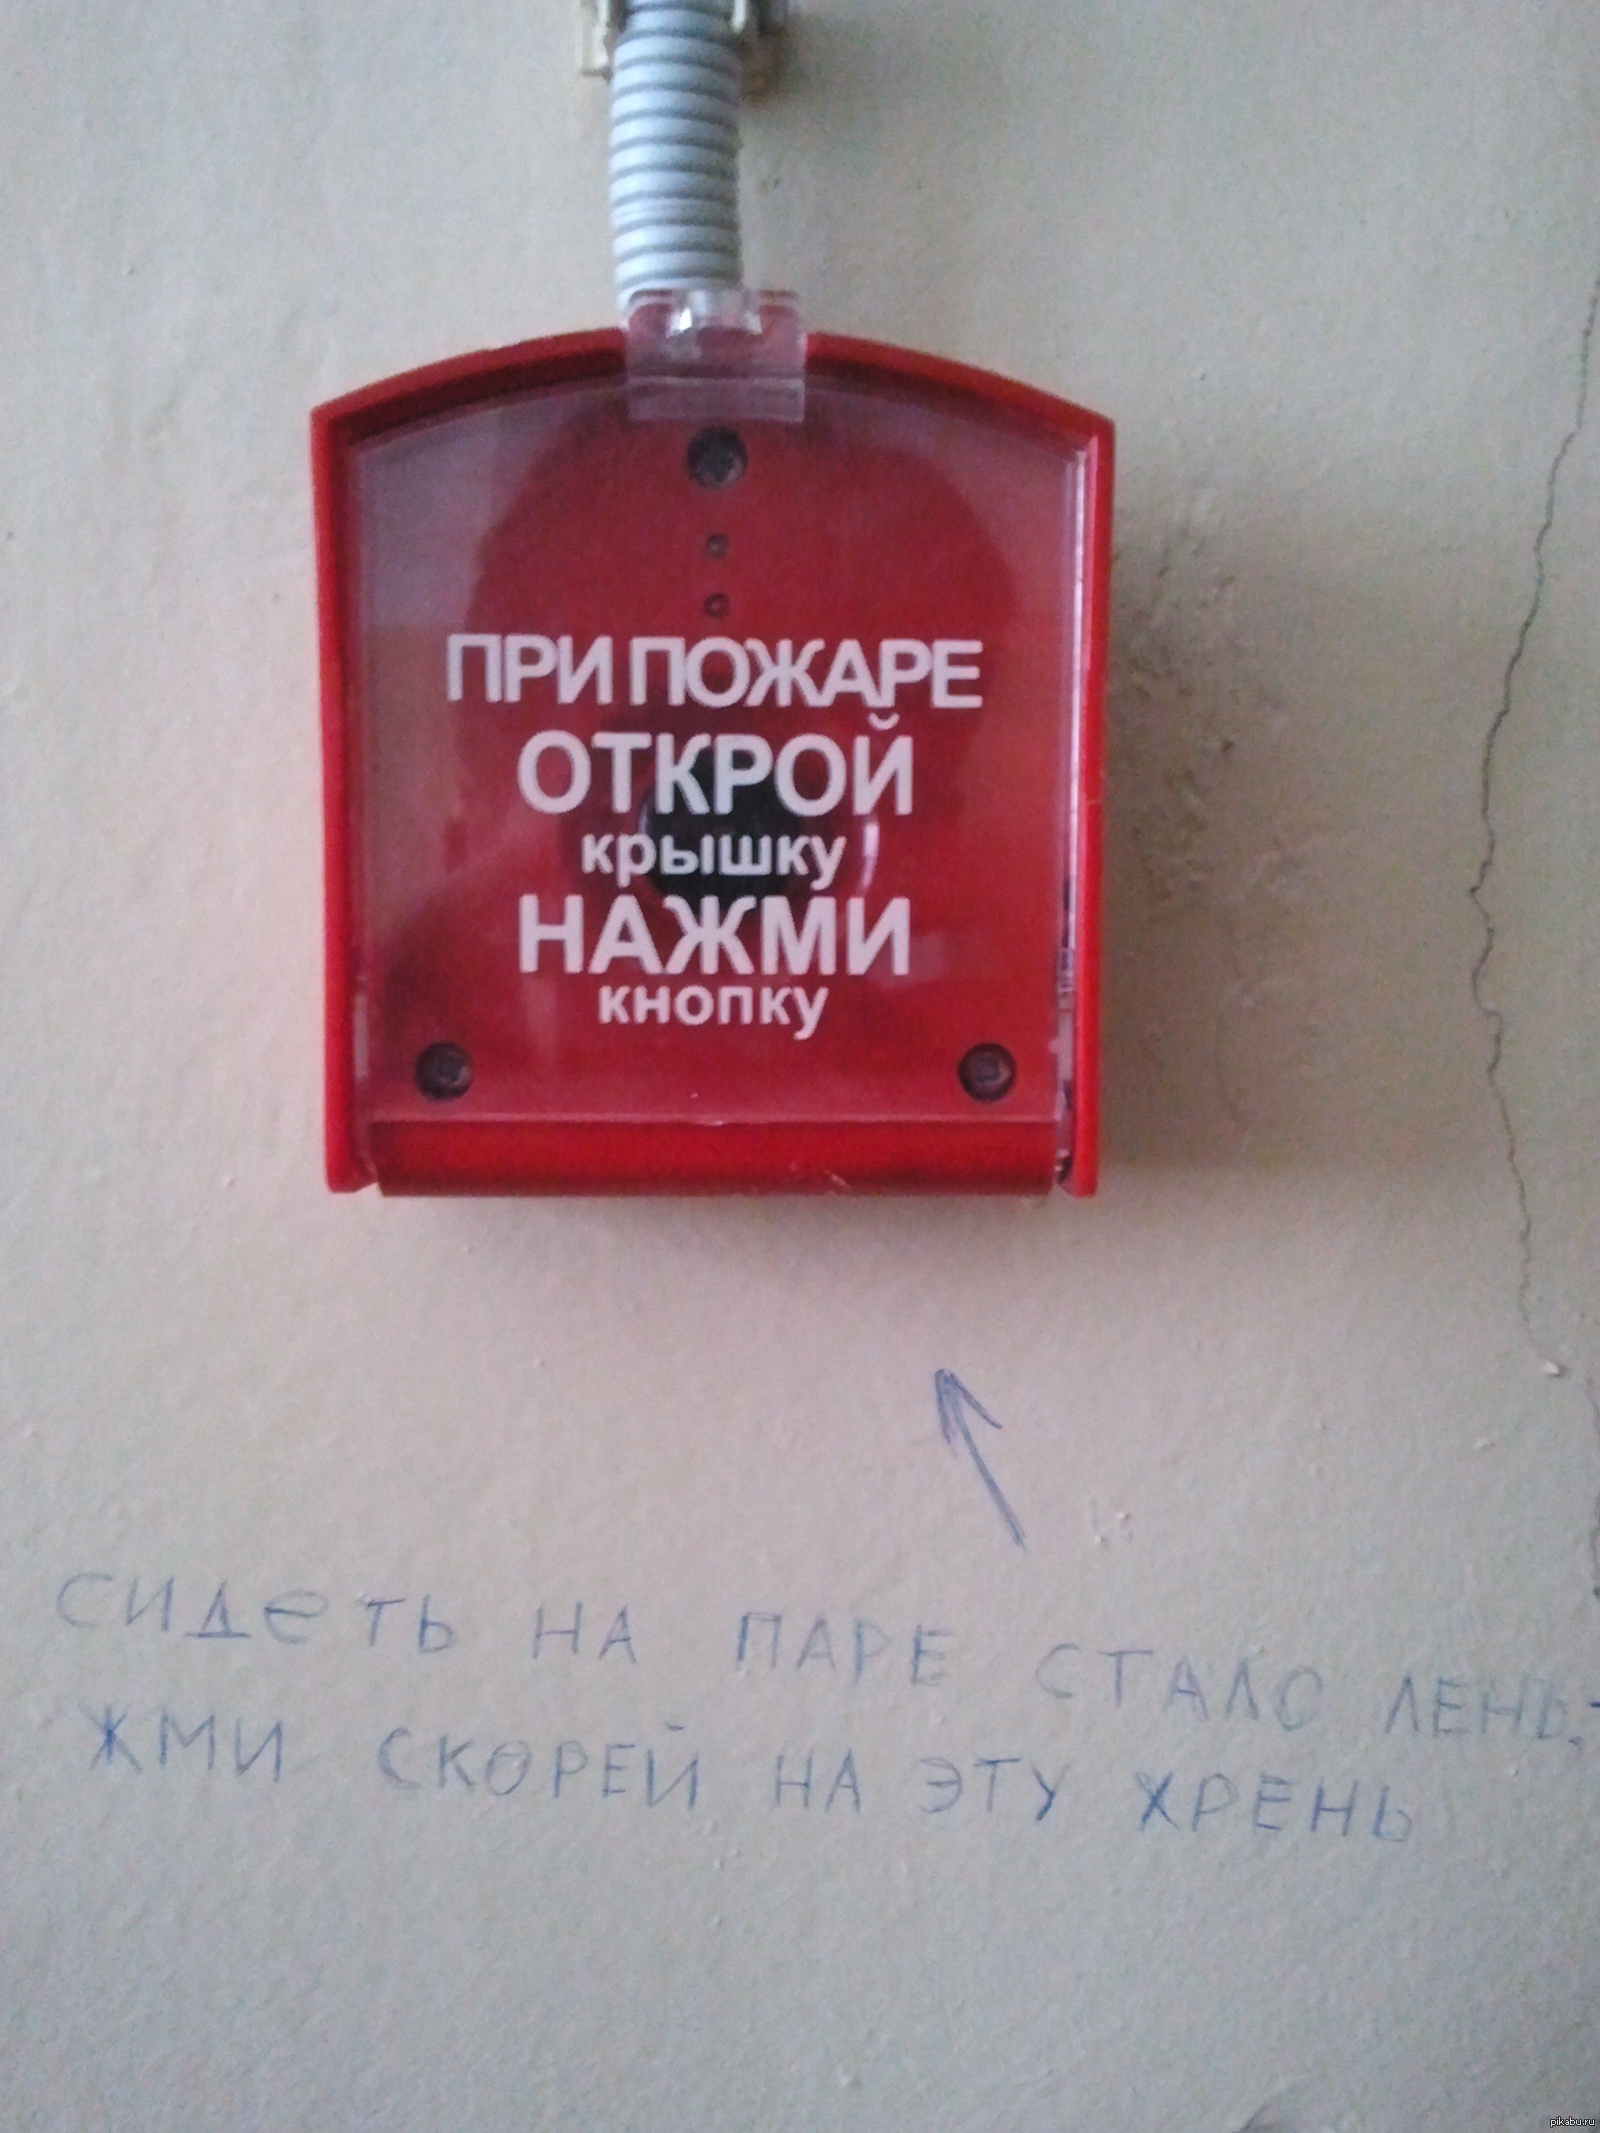 ПРИ ПОЖАРЕ
ОТКРОЙ
крышку
НАЖМИ
кнопку
СИДеТЬ НА ПАРЕ СТАЛО ЛЕНЬ:
ЖМИ СКОРЕЙ НА ЭТУ ХРЕНЬ
pikabu.ru